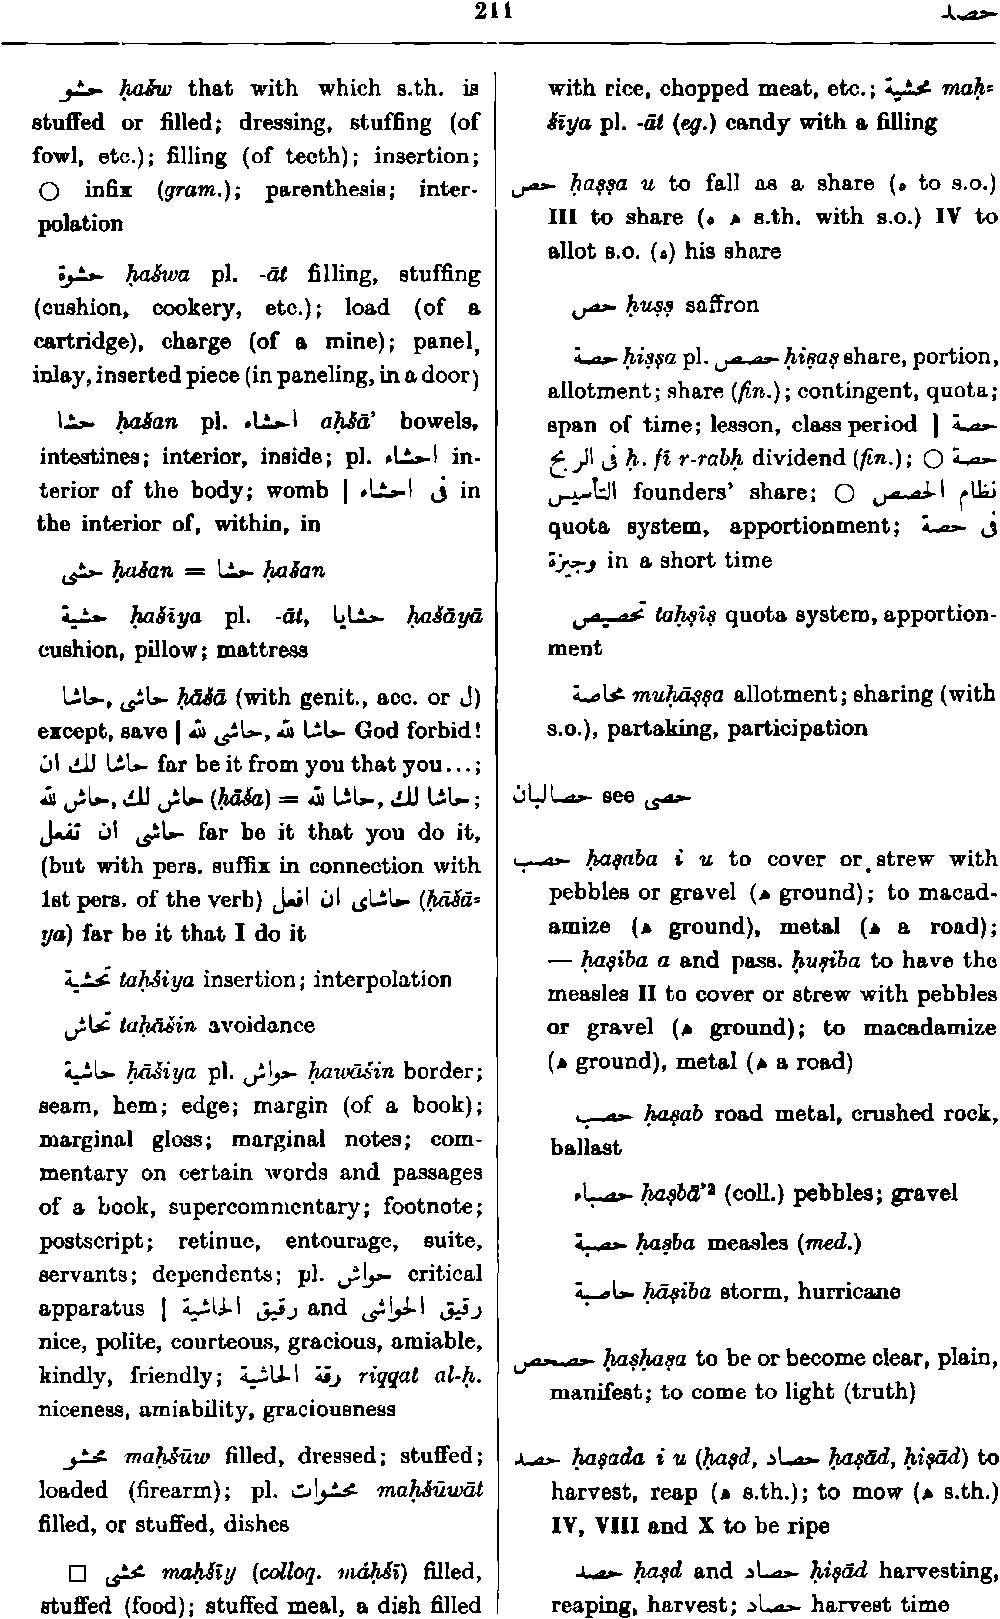 211
حصد
حشو ḥašw that with which s.th. is
stuffed or filled; dressing, stuffing (of
fowl, etc.); filling (of teeth); insertion;
○ infix (gram.); parenthesis; inter-
polation
حشوة ḥašwa pl. -āt filling, stuffing
(cushion, cookery, etc.); load (of a
cartridge), charge (of a mine); panel,
inlay, inserted piece (in paneling, in a door)
حشا ḥašan pl. احشاء aḥšā’ bowels,
intestines; interior, inside; pl. احشاء in-
terior of the body; womb | فى احشاء in
the interior of, within, in
حشى ḥašan = حشا ḥašan
حشية ḥašīya pl. -āt, حشايا ḥašāyā
cushion, pillow; mattress
حاشى ,حاشا ḥāšā (with genit., acc. or ل)
except, save | حاشا لله ,حاشى لله God forbid!
حاشا لك ان far be it from you that you...;
حاش لله ,حاش لك (ḥāša) = حاشا لله ,حاشا لك;
حاشى ان تفعل far be it that you do it,
(but with pers. suffix in connection with
1st pers. of the verb) حاشاى ان افعل (ḥāšā=
ya) far be it that I do it
تحشية taḥšiya insertion; interpolation
تحاش taḥāšin avoidance
حاشية ḥāšiya pl. حواش ḥawāšin border;
seam, hem; edge; margin (of a book);
marginal gloss; marginal notes; com-
mentary on certain words and passages
of a book, supercommentary; footnote;
postscript; retinue, entourage, suite,
servants; dependents; pl. حواش critical
apparatus | رقيق الحاشية and رقيق الحواشى
nice, polite, courteous, gracious, amiable,
kindly, friendly; رقة الحاشية riqqat al-ḥ.
niceness, amiability, graciousness
محشو maḥšūw filled, dressed; stuffed;
loaded (firearm); pl. محشوات maḥšūwāt
filled, or stuffed, dishes
□ محشى maḥšīy (colloq. máḥšī) filled,
stuffed (food); stuffed meal, a dish filled
with rice, chopped meat, etc.; محشية maḥ=
šīya pl. -āt (eg.) candy with a filling
حص ḥaṣṣa u to fall as a share (ه to s.o.)
III to share (ه ه s.th. with s.o.) IV to
allot s.o. (ه) his share
حص ḥuṣṣ saffron
حصة ḥiṣṣa pl. حصص ḥiṣaṣ share, portion,
allotment; share (fin.); contingent, quota;
span of time; lesson, class period | حصة
فى الربح ḥ. fī r-rabḥ dividend (fin.); ○ حصة
التأسيس founders’ share; ○ نظام الحصص
quota system, apportionment; فى حصة
وجيزة in a short time
تحصيص taḥṣīṣ quota system, apportion-
ment
محاصة muḥāṣṣa allotment; sharing (with
s.o.), partaking, participation
حصالبان see حصى
حصب ḥaṣaba i u to cover or strew with
pebbles or gravel (ه ground); to macad-
amize (ه ground), metal (ه a road);
— ḥaṣiba a and pass. ḥuṣiba to have the
measles II to cover or strew with pebbles
or gravel (ه ground); to macadamize
(ه ground), metal (ه a road)
حصب ḥaṣab road metal, crushed rock,
ballast
حصباء ḥaṣbā’² (coll.) pebbles; gravel
حصبة ḥaṣba measles (med.)
حاصبة ḥāṣiba storm, hurricane
حصحص ḥaṣḥaṣa to be or become clear, plain,
manifest; to come to light (truth)
حصد ḥaṣada i u (ḥaṣd, حصاد ḥaṣād, ḥiṣād) to
harvest, reap (ه s.th.); to mow (ه s.th.)
IV, VIII and X to be ripe
حصد ḥaṣd and حصاد ḥiṣād harvesting,
reaping, harvest; حصاد harvest time